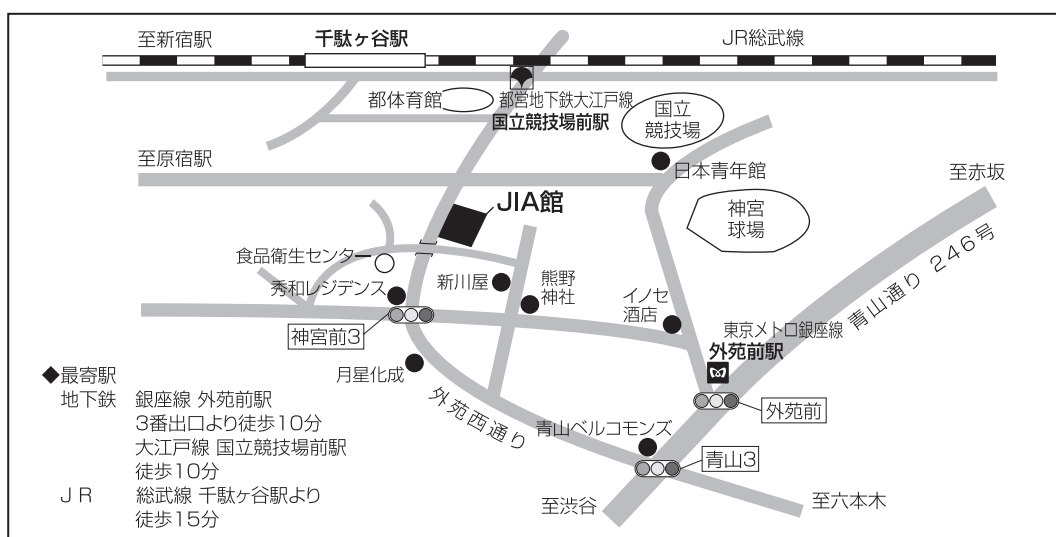 至新宿駅
千駄ヶ谷駅
JR総武線
都体育館
都営地下鉄大江戸線
国立競技場前駅
国立
競技場
至原宿駅
日本青年館
至赤坂
JIA館
神宮
球場
食品衛生センター
新川屋
熊野
神社
秀和レジデンス
イノセ
酒店
青山通り 246号
神宮前3
東京メトロ銀座線
外苑前駅
月星化成
外苑西通り
外苑前
青山ベルコモンズ
青山3
至渋谷
至六本木
◆最寄駅
地下鉄 銀座線 外苑前駅
3番出口より徒歩10分
大江戸線 国立競技場前駅
徒歩10分
JR 総武線 千駄ヶ谷駅より
徒歩15分